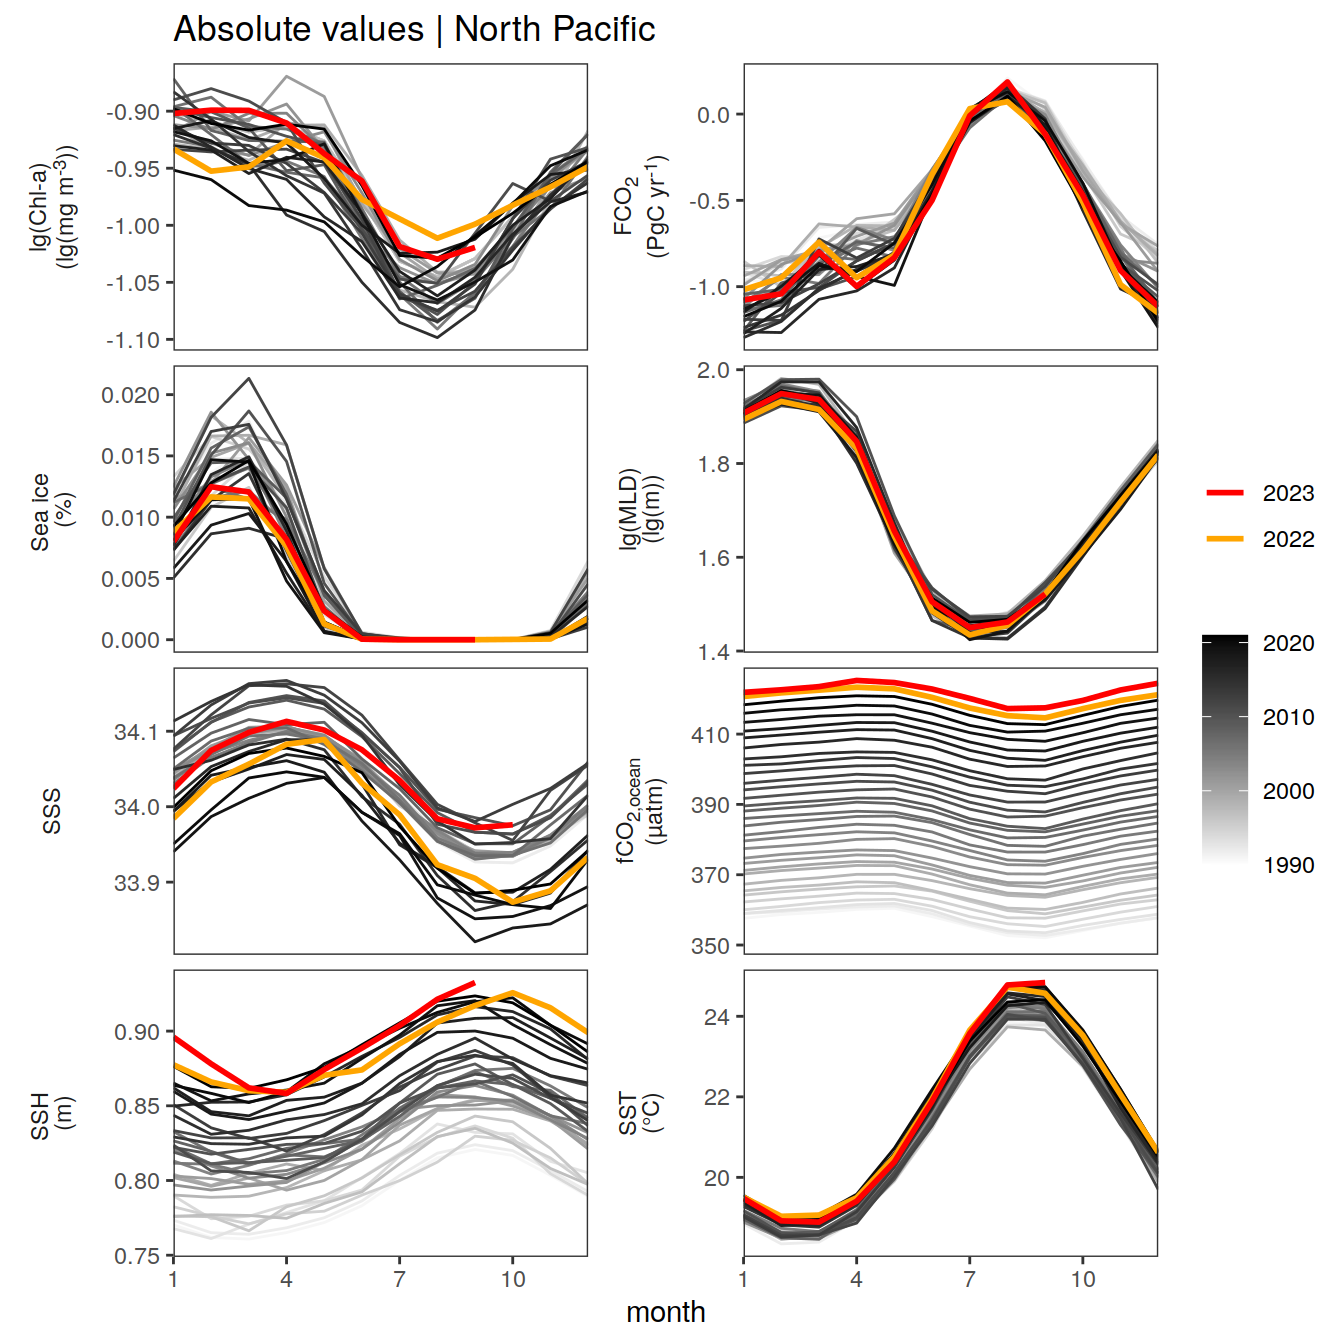 Absolute values | North Pacific
lg(Chl-a)
(lg(mg m-3))
-0.90
-0.95
-1.00
-1.05
-1.10
FCO2
(PgC yr-1)
0.0
-0.5
-1.0
Sea ice
(%)
0.020
0.015
0.010
0.005
0.000
lg(MLD)
(lg(m))
2.0
1.8
1.6
1.4
SSS
34.1
34.0
33.9
fCO2,ocean
(µatm)
410
390
370
350
SSH
(m)
0.90
0.85
0.80
0.75
SST
(°C)
24
22
20
1 4 7 10
1 4 7 10
month
2023
2022
2020
2010
2000
1990